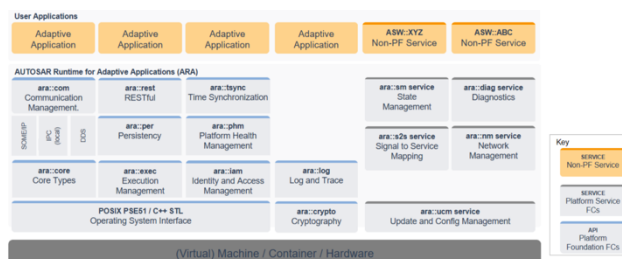 User Applications
Adaptive
Application
Adaptive
Application
Adaptive
Application
Adaptive
Application
ASW::XYZ
Non-PF Service
ASW::ABC
Non-PF Service
AUTOSAR Runtime for Adaptive Applications (ARA)
ara::com
Communication
Management.
ara::rest
RESTful
ara::tsync
Time Synchronization
ara::sm service
State
Management
ara::diag service
Diagnostics
SOME/IP
IPC
(local)
DDS
ara::per
Persistency
ara::phm
Platform Health
Management
ara::s2s service
Signal to Service
Mapping
ara::nm service
Network
Management
ara::core
Core Types
ara::exec
Execution
Management
ara::iam
Identity and Access
Management
ara::log
Log and Trace
POSIX PSE51 / C++ STL
Operating System Interface
ara::crypto
Cryptography
ara::ucm service
Update and Config Management
(Virtual) Machine / Container / Hardware
Key
SERVICE
Non-PF Service
SERVICE
Platform Service
FCs
API
Platform
Foundation FCs